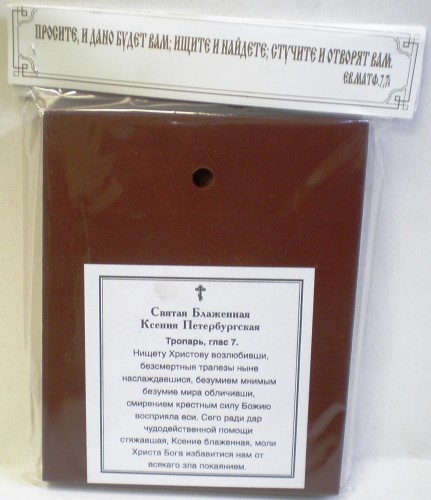 ПРОСИТЕ, И ДАНО БУДЕТ ВАМ; ИЩИТЕ И НАЙДЕТЕ; СТУЧИТЕ И ОТВОРЯТ ВАМ.
ЕВ.МАТФ.7,7.
Святая Блаженная
Ксения Петербургская
Тропарь, глас 7.
Нищету Христову возлюбивши,
безсмертныя трапезы ныне
наслаждаешися, безумием мнимым
безумие мира обличивши,
смирением крестным силу Божию
восприяла еси. Сего ради дар
чудодейственной помощи
стяжавшая, Ксение блаженная, моли
Христа Бога избавитися нам от
всякаго зла покаянием.